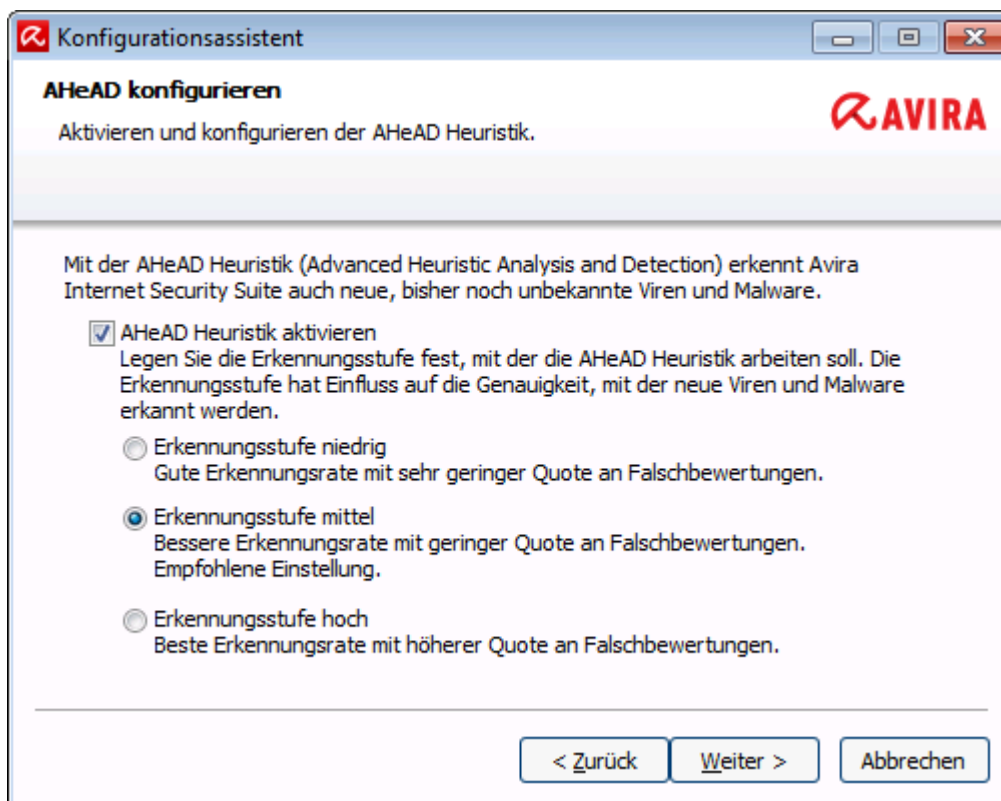 Konfigurationsassistent
AHeAD konfigurieren
Aktivieren und konfigurieren der AHeAD Heuristik.
AVIRA
Mit der AHeAD Heuristik (Advanced Heuristic Analysis and Detection) erkennt Avira
Internet Security Suite auch neue, bisher noch unbekannte Viren und Malware.
AHeAD Heuristik aktivieren
Legen Sie die Erkennungsstufe fest, mit der die AHeAD Heuristik arbeiten soll. Die
Erkennungsstufe hat Einfluss auf die Genauigkeit, mit der neue Viren und Malware
erkannt werden.
Erkennungsstufe niedrig
Gute Erkennungsrate mit sehr geringer Quote an Falschbewertungen.
Erkennungsstufe mittel
Bessere Erkennungsrate mit geringer Quote an Falschbewertungen.
Empfohlene Einstellung.
Erkennungsstufe hoch
Beste Erkennungsrate mit höherer Quote an Falschbewertungen.
< Zurück Weiter > Abbrechen